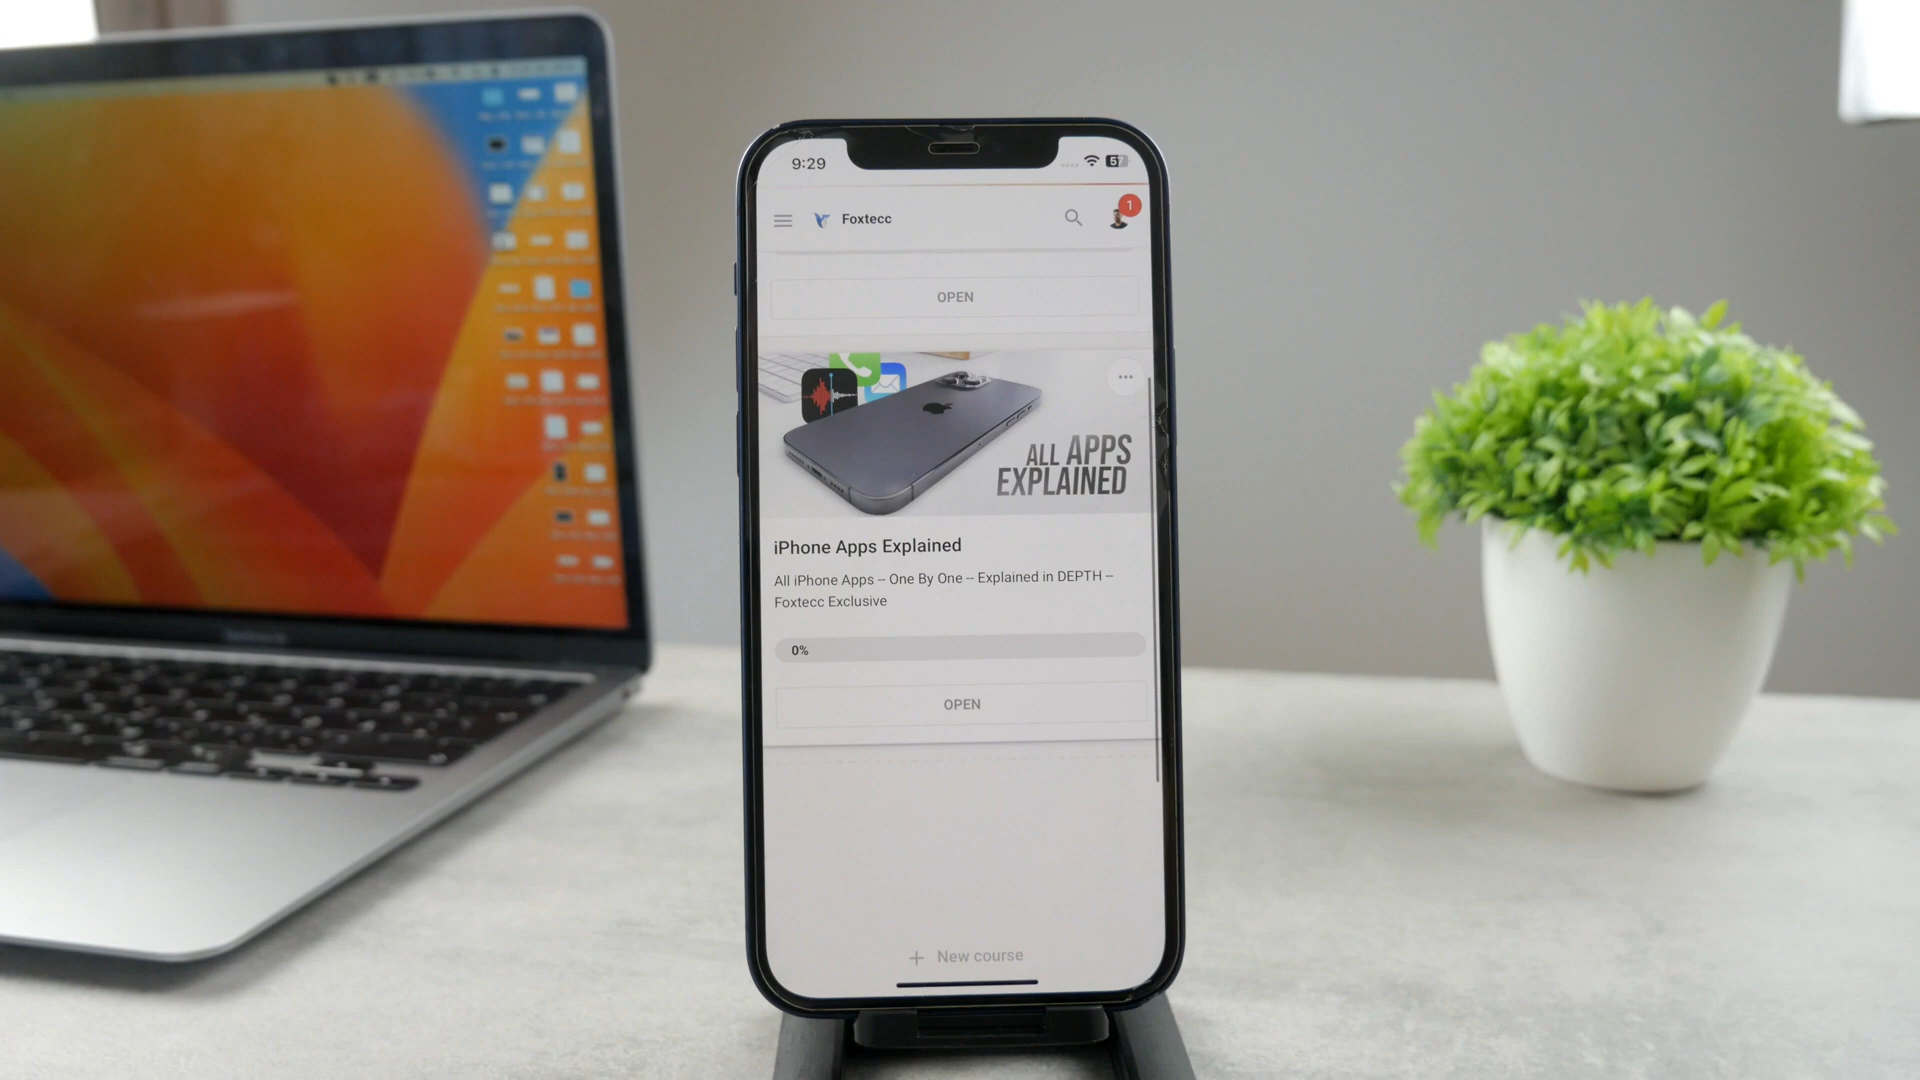 9:29
57
Foxtecc
1
OPEN
ALL APPS
EXPLAINED
iPhone Apps Explained
All iPhone Apps – One By One – Explained in DEPTH –
Foxtecc Exclusive
0%
OPEN
+ New course